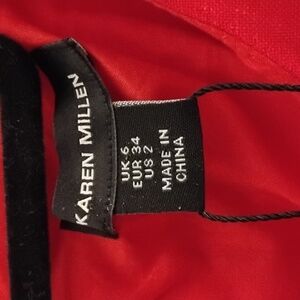 KAREN MILLEN
UK 6
EUR 34
US 2
MADE IN
CHINA